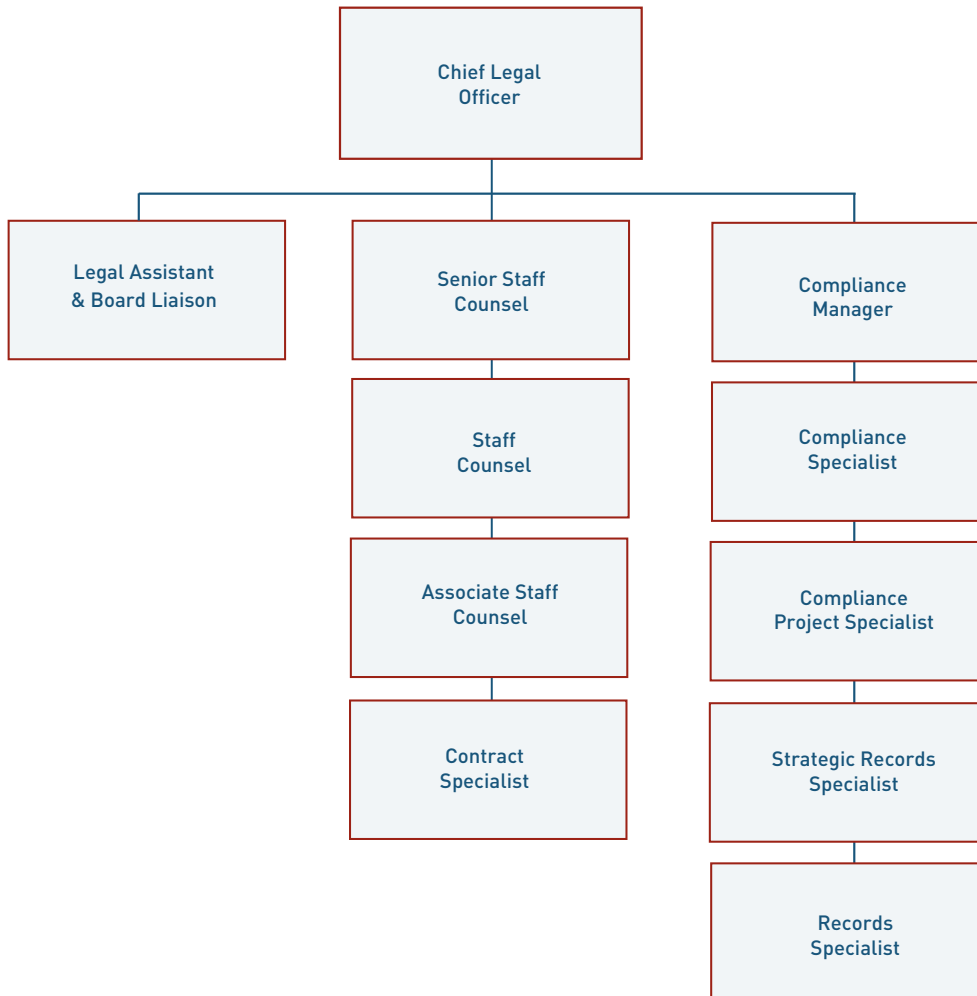 Chief Legal
Officer
Legal Assistant
& Board Liaison
Senior Staff
Counsel
Compliance
Manager
Staff
Counsel
Compliance
Specialist
Associate Staff
Counsel
Compliance
Project Specialist
Contract
Specialist
Strategic Records
Specialist
Records
Specialist